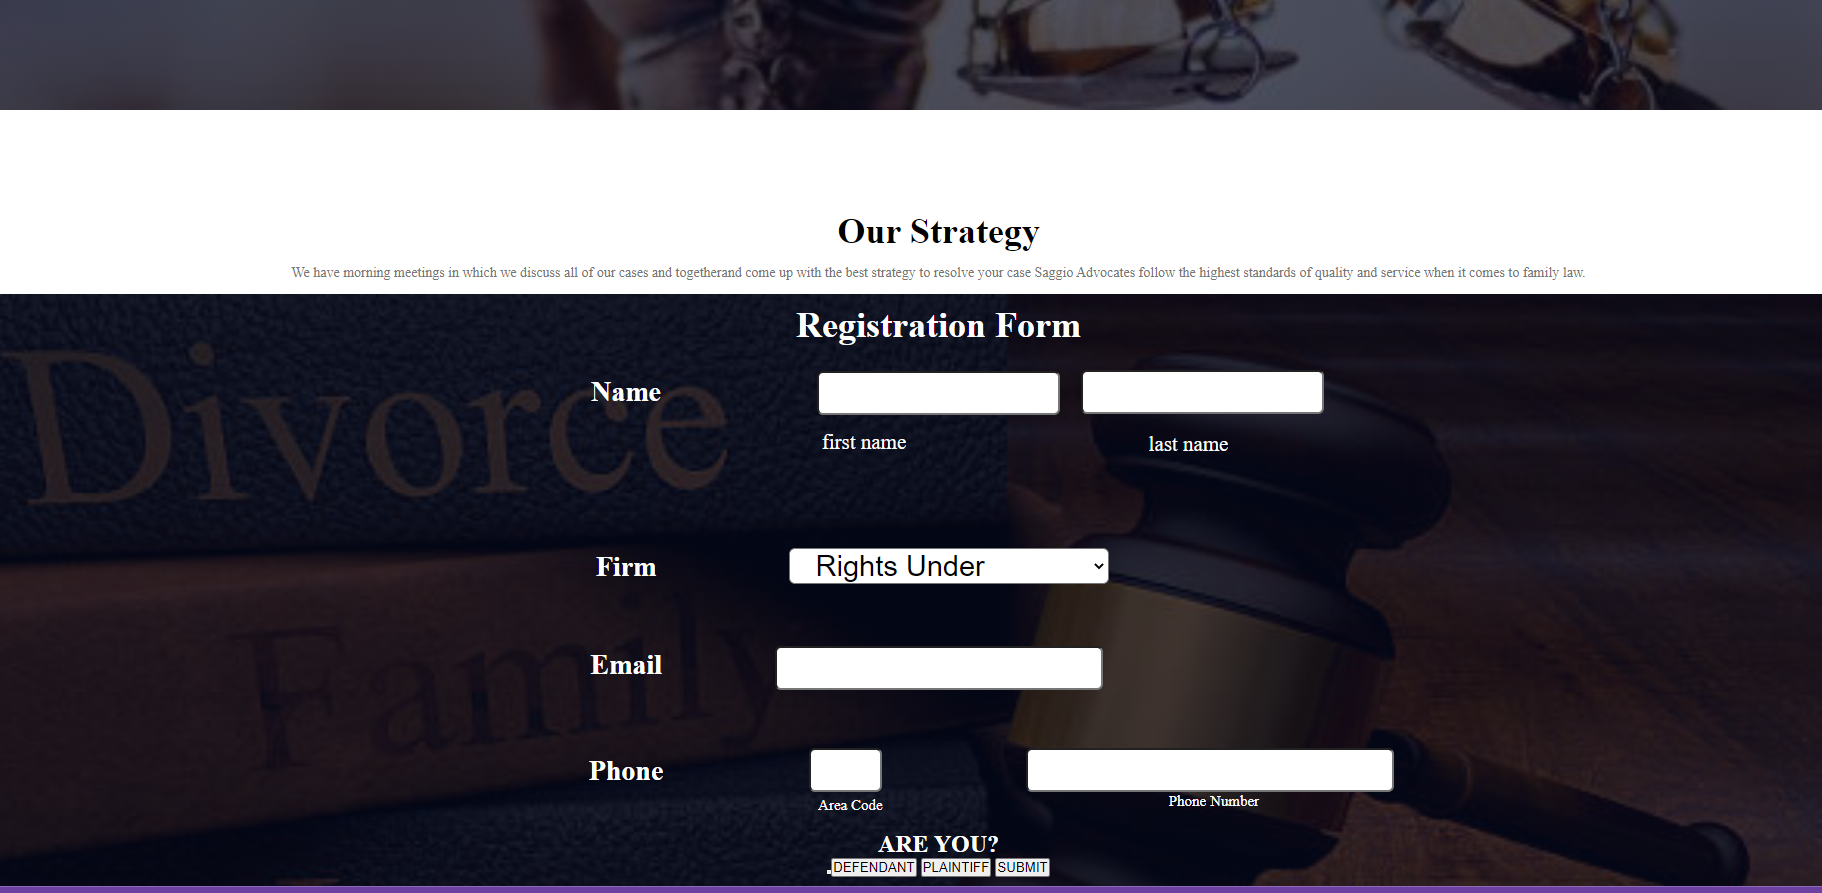 Our Strategy
We have morning meetings in which we discuss all of our cases and togetherand come up with the best strategy to resolve your case Saggio Advocates follow the highest standards of quality and service when it comes to family law.
Registration Form
Divorce
Name
first name
last name
Firm
Rights Under
Family
Email
Phone
Area Code
Phone Number
ARE YOU?
DEFENDANT PLAINTIFF SUBMIT